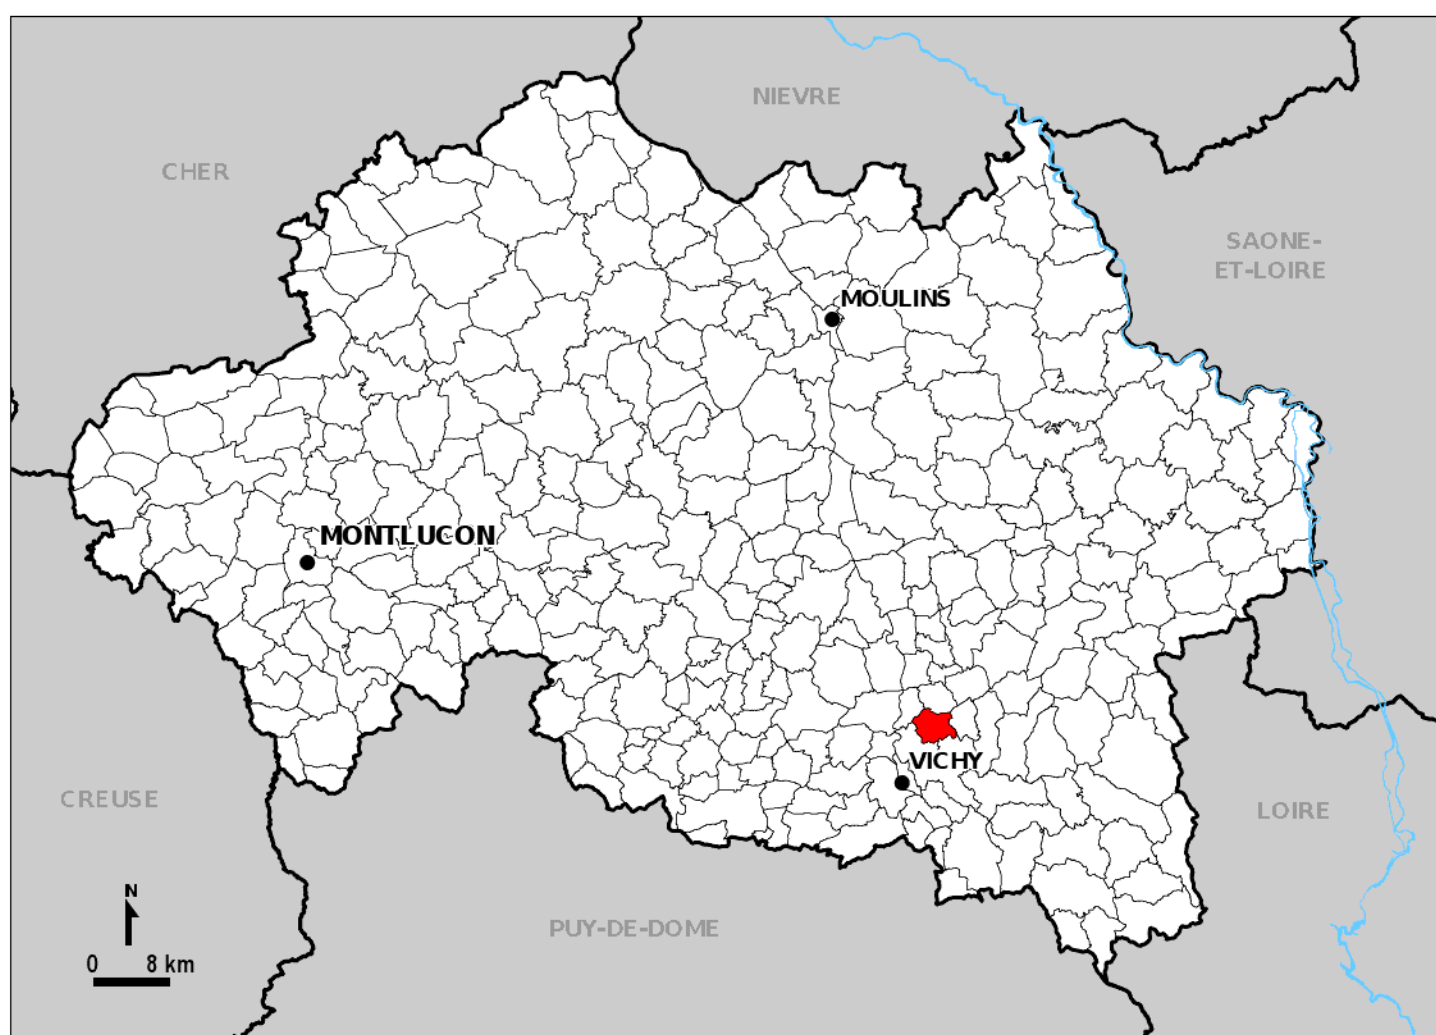 NIEVRE
CHER
SAONE-
ET-LOIRE
MOULINS
MONTLUCON
VICHY
CREUSE
LOIRE
PUY-DE-DOME
N
0 8 km